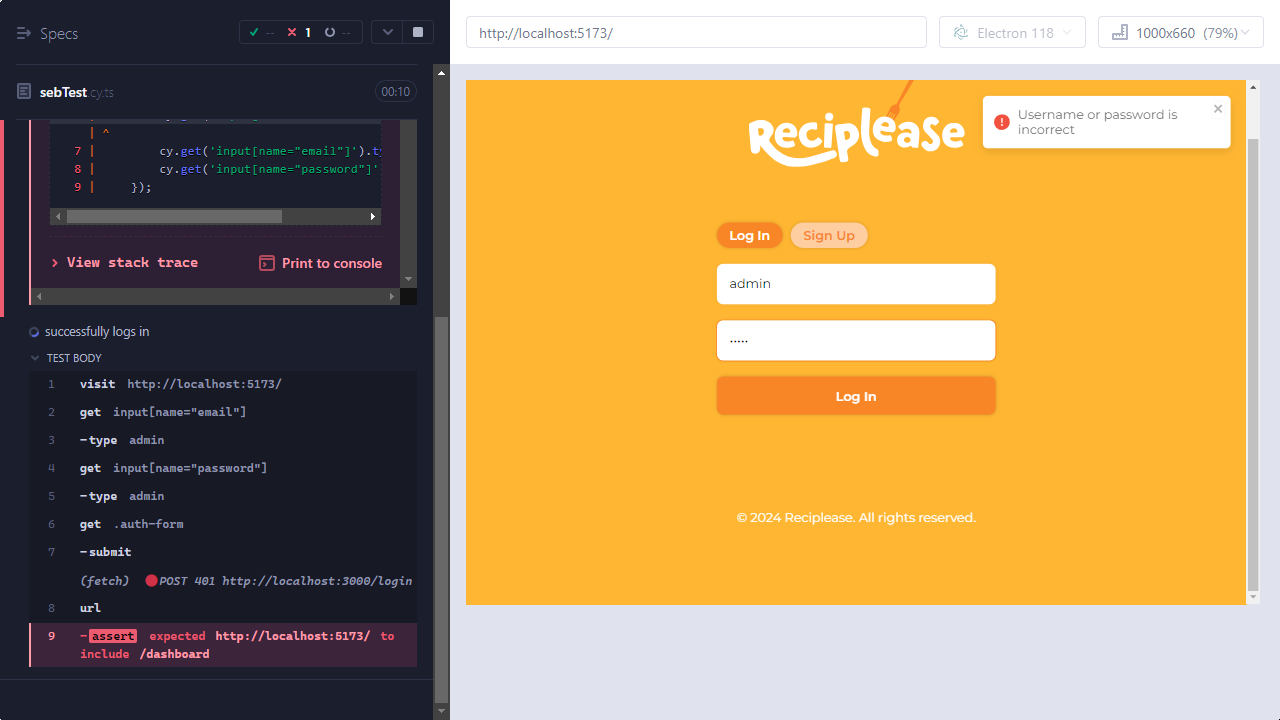 Specs
-- 1 --
sebTest.cy.ts
00:10
| ^
7 | cy.get('input[name="email"]').ty
8 | cy.get('input[name="password"]'
9 | });
View stack trace
Print to console
successfully logs in
TEST BODY
1 visit http://localhost:5173/
2 get input[name="email"]
3 -type admin
4 get input[name="password"]
5 -type admin
6 get .auth-form
7 -submit
(fetch) POST 401 http://localhost:3000/login
8 url
9 -assert expected http://localhost:5173/ to
include /dashboard
http://localhost:5173/
Electron 118
1000x660 (79%)
Reciplease
Username or password is
incorrect
Log In
Sign Up
admin
•••••
Log In
© 2024 Reciplease. All rights reserved.